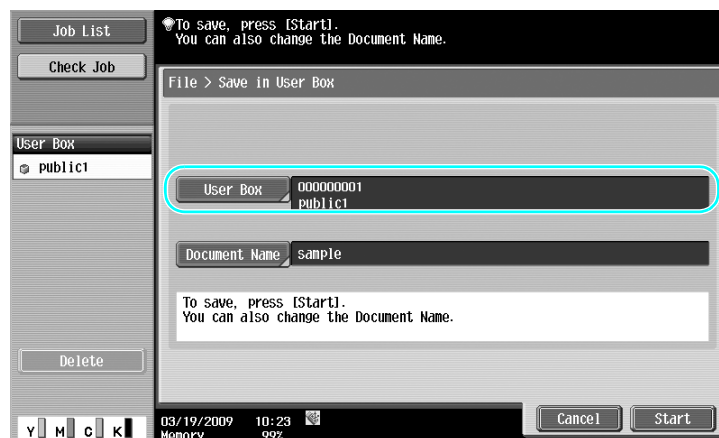 Job List
Check Job
To save, press [Start].
You can also change the Document Name.
File > Save in User Box
User Box
public1
User Box
000000001
public1
Document Name
sample
To save, press [Start].
You can also change the Document Name.
Delete
Y M C K
03/19/2009 10:23
Memory 99%
Cancel
Start